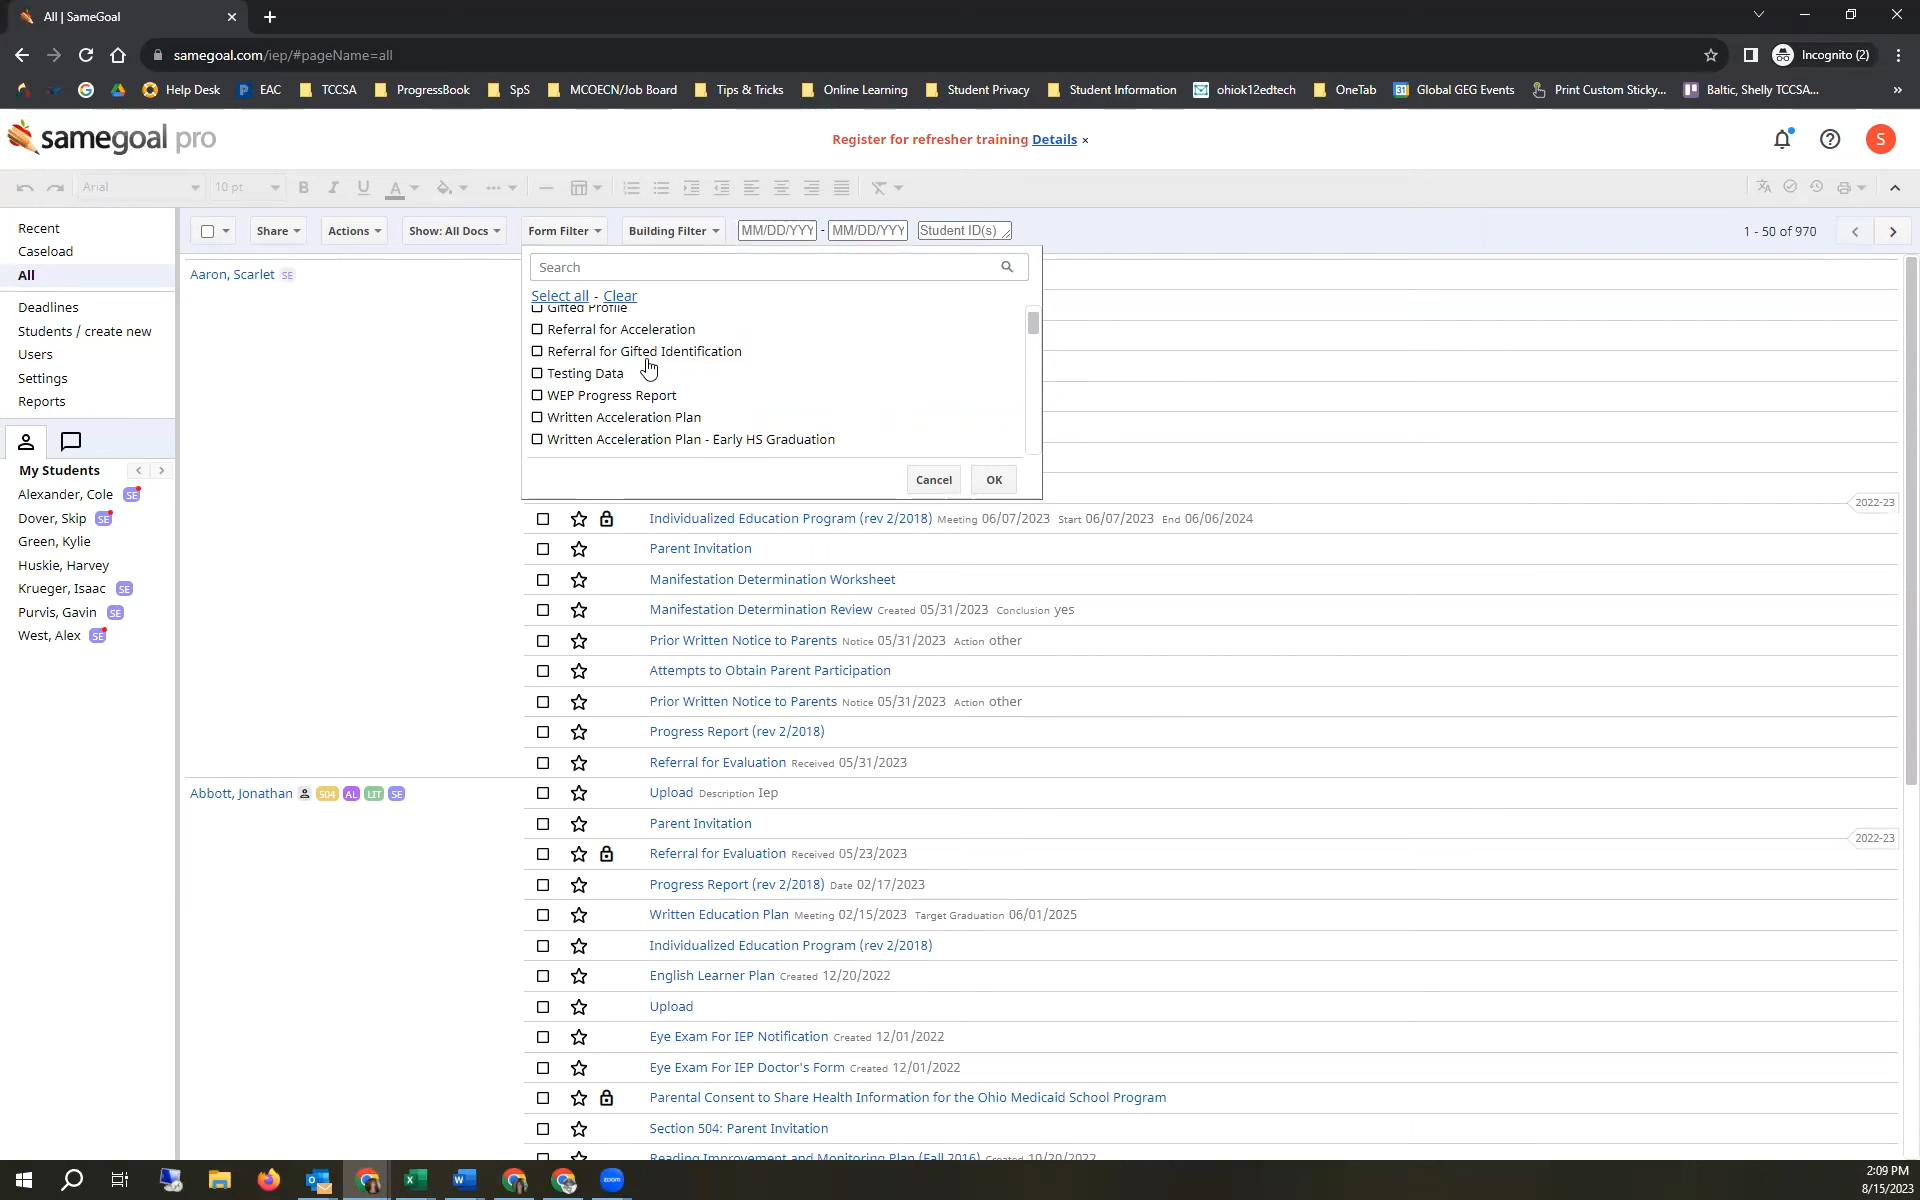 All | SameGoal
samegoal.com/iep/#pageName=all
Incognito (2)
Help Desk
EAC
TCCSA
ProgressBook
SpS
MCOECN/Job Board
Tips & Tricks
Online Learning
Student Privacy
Student Information
ohiok12edtech
OneTab
Global GEG Events
Print Custom Sticky...
Baltic, Shelly TCCSA...
samegoal pro
Register for refresher training Details ×
S
Arial
10 pt
Recent
Caseload
All
Deadlines
Students / create new
Users
Settings
Reports
My Students
Alexander, Cole SE
Dover, Skip SE
Green, Kylie
Huskie, Harvey
Krueger, Isaac SE
Purvis, Gavin SE
West, Alex SE
Share
Actions
Show: All Docs
Form Filter
Building Filter
MM/DD/YYY - MM/DD/YYY
Student ID(s)
1 - 50 of 970
Aaron, Scarlet SE
Search
Select all - Clear
Gifted Profile
Referral for Acceleration
Referral for Gifted Identification
Testing Data
WEP Progress Report
Written Acceleration Plan
Written Acceleration Plan - Early HS Graduation
Cancel
OK
2022-23
Individualized Education Program (rev 2/2018) Meeting 06/07/2023 Start 06/07/2023 End 06/06/2024
Parent Invitation
Manifestation Determination Worksheet
Manifestation Determination Review Created 05/31/2023 Conclusion yes
Prior Written Notice to Parents Notice 05/31/2023 Action other
Attempts to Obtain Parent Participation
Prior Written Notice to Parents Notice 05/31/2023 Action other
Progress Report (rev 2/2018)
Referral for Evaluation Received 05/31/2023
Abbott, Jonathan 504 AL LIT SE
Upload Description Iep
Parent Invitation
2022-23
Referral for Evaluation Received 05/23/2023
Progress Report (rev 2/2018) Date 02/17/2023
Written Education Plan Meeting 02/15/2023 Target Graduation 06/01/2025
Individualized Education Program (rev 2/2018)
English Learner Plan Created 12/20/2022
Upload
Eye Exam For IEP Notification Created 12/01/2022
Eye Exam For IEP Doctor's Form Created 12/01/2022
Parental Consent to Share Health Information for the Ohio Medicaid School Program
Section 504: Parent Invitation
Reading Improvement and Monitoring Plan (Fall 2016) Created 10/20/2022
2:09 PM
8/15/2023